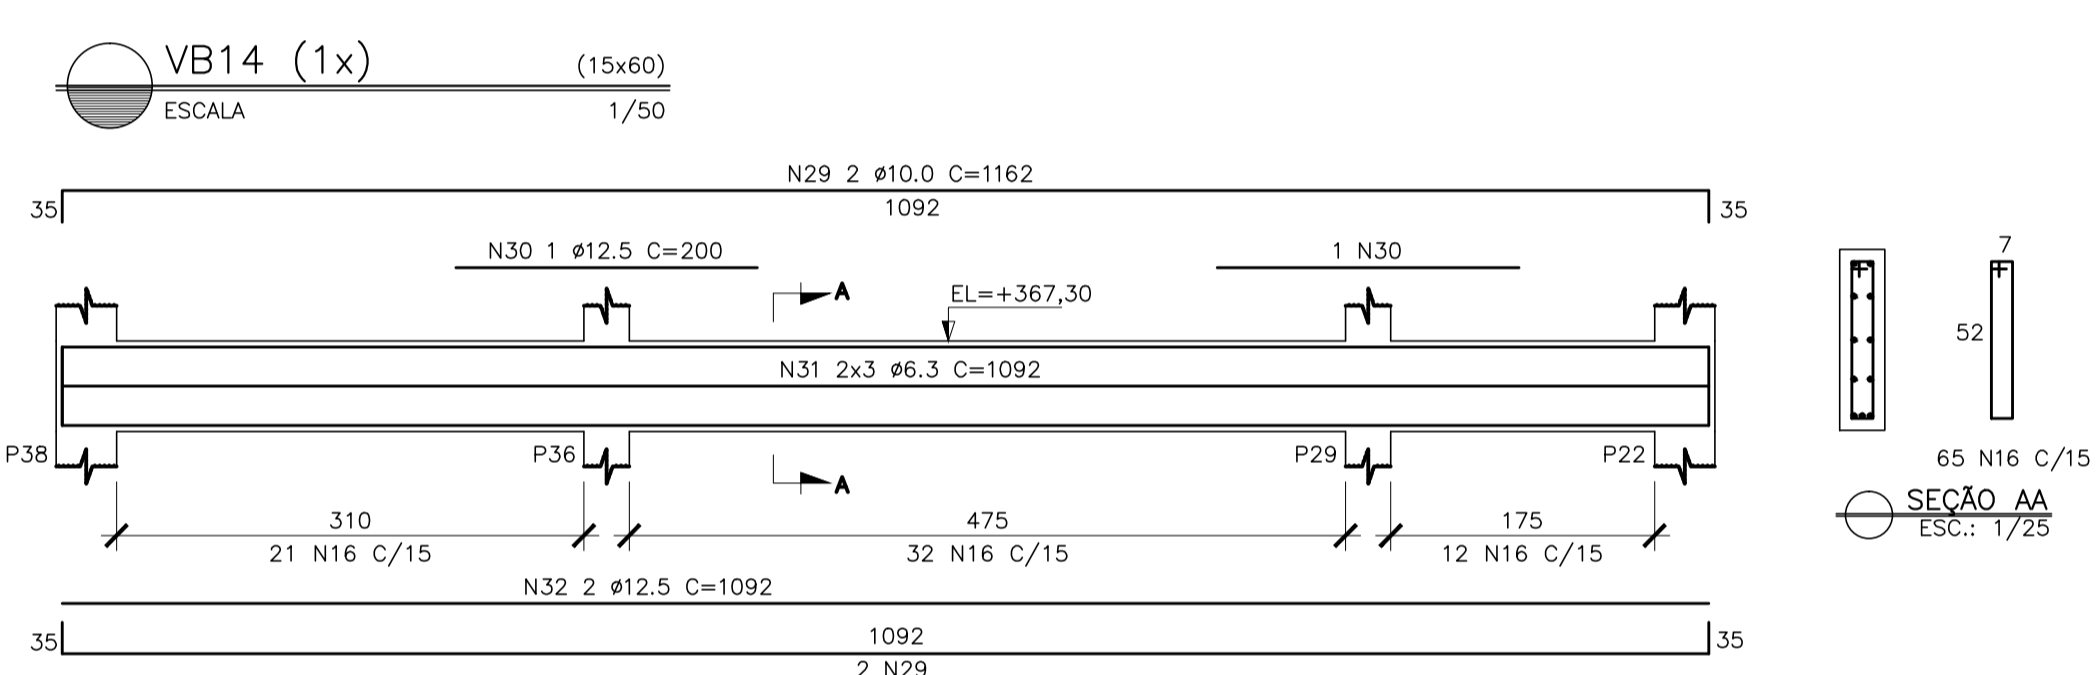 VB14 (1x) (15x60)
ESCALA 1/50
N29 2 ø10.0 C=1162
35 1092 35
N30 1 ø12.5 C=200 1 N30
A EL=+367,30
N31 2x3 ø6.3 C=1092
P38 P36 P29 P22
A
310 475 175
21 N16 C/15 32 N16 C/15 12 N16 C/15
N32 2 ø12.5 C=1092
35 1092 35
2 N29
7
52
65 N16 C/15
SEÇÃO AA
ESC.: 1/25